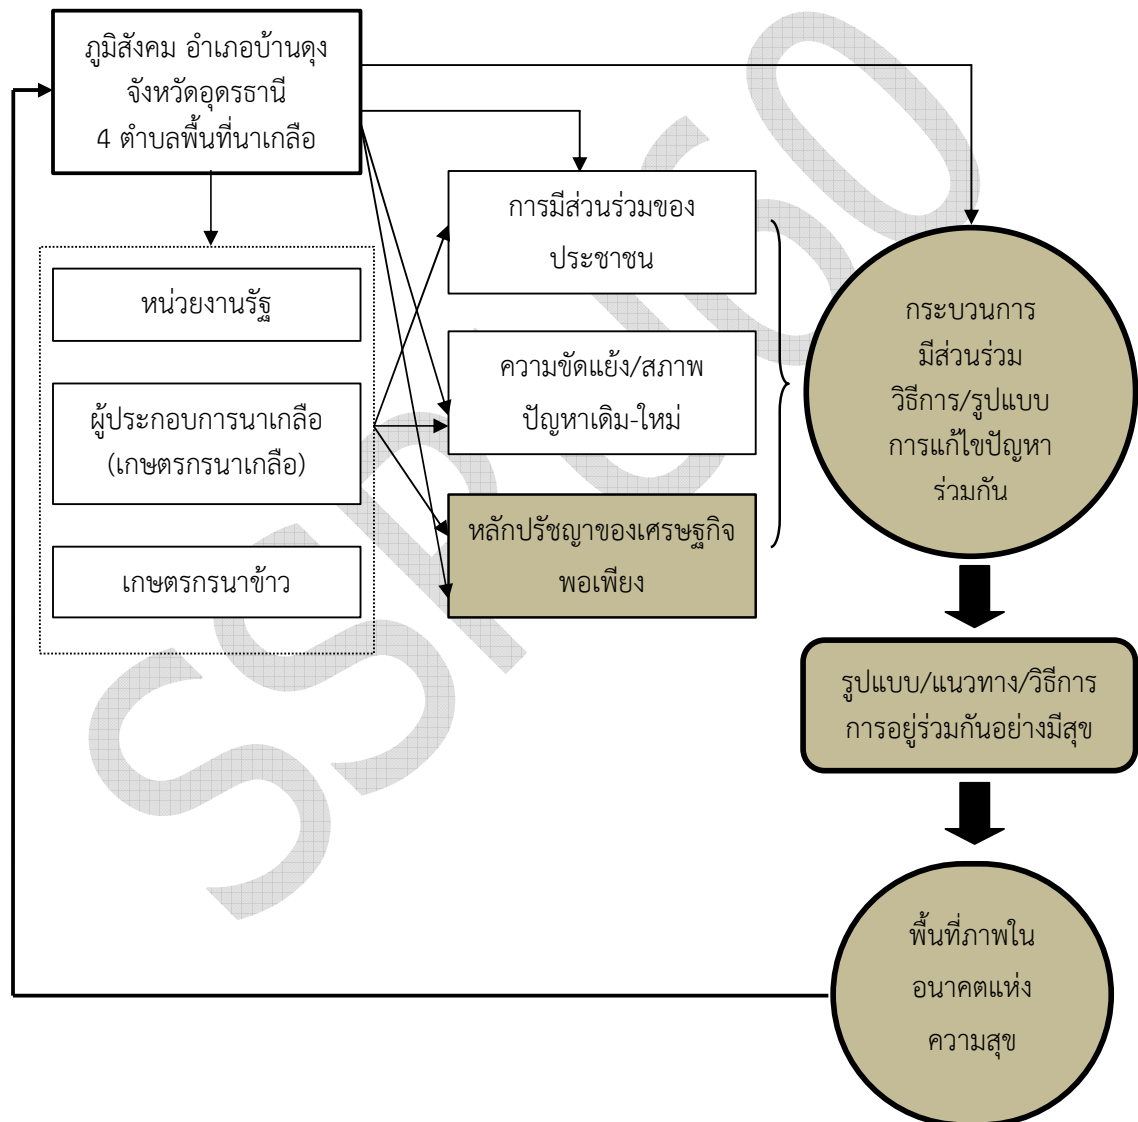 ภูมิสังคม อำเภอบ้านดุง
จังหวัดอุดรธานี
4 ตำบลพื้นที่นาเกลือ
หน่วยงานรัฐ
ผู้ประกอบการนาเกลือ
(เกษตรกรนาเกลือ)
เกษตรกรนาข้าว
การมีส่วนร่วมของ
ประชาชน
ความขัดแย้ง/สภาพ
ปัญหาเดิม-ใหม่
หลักปรัชญาของเศรษฐกิจ
พอเพียง
กระบวนการ
มีส่วนร่วม
วิธีการ/รูปแบบ
การแก้ไขปัญหา
ร่วมกัน
รูปแบบ/แนวทาง/วิธีการ
การอยู่ร่วมกันอย่างมีสุข
พื้นที่ภาพใน
อนาคตแห่ง
ความสุข